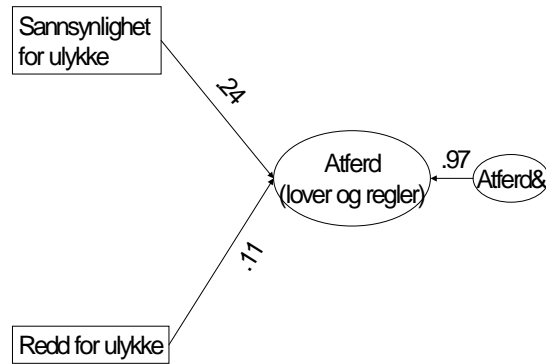 Sannsynlighet
for ulykke
.24
Atferd
(lover og regler)
.97
Atferd&
.11
Redd for ulykke